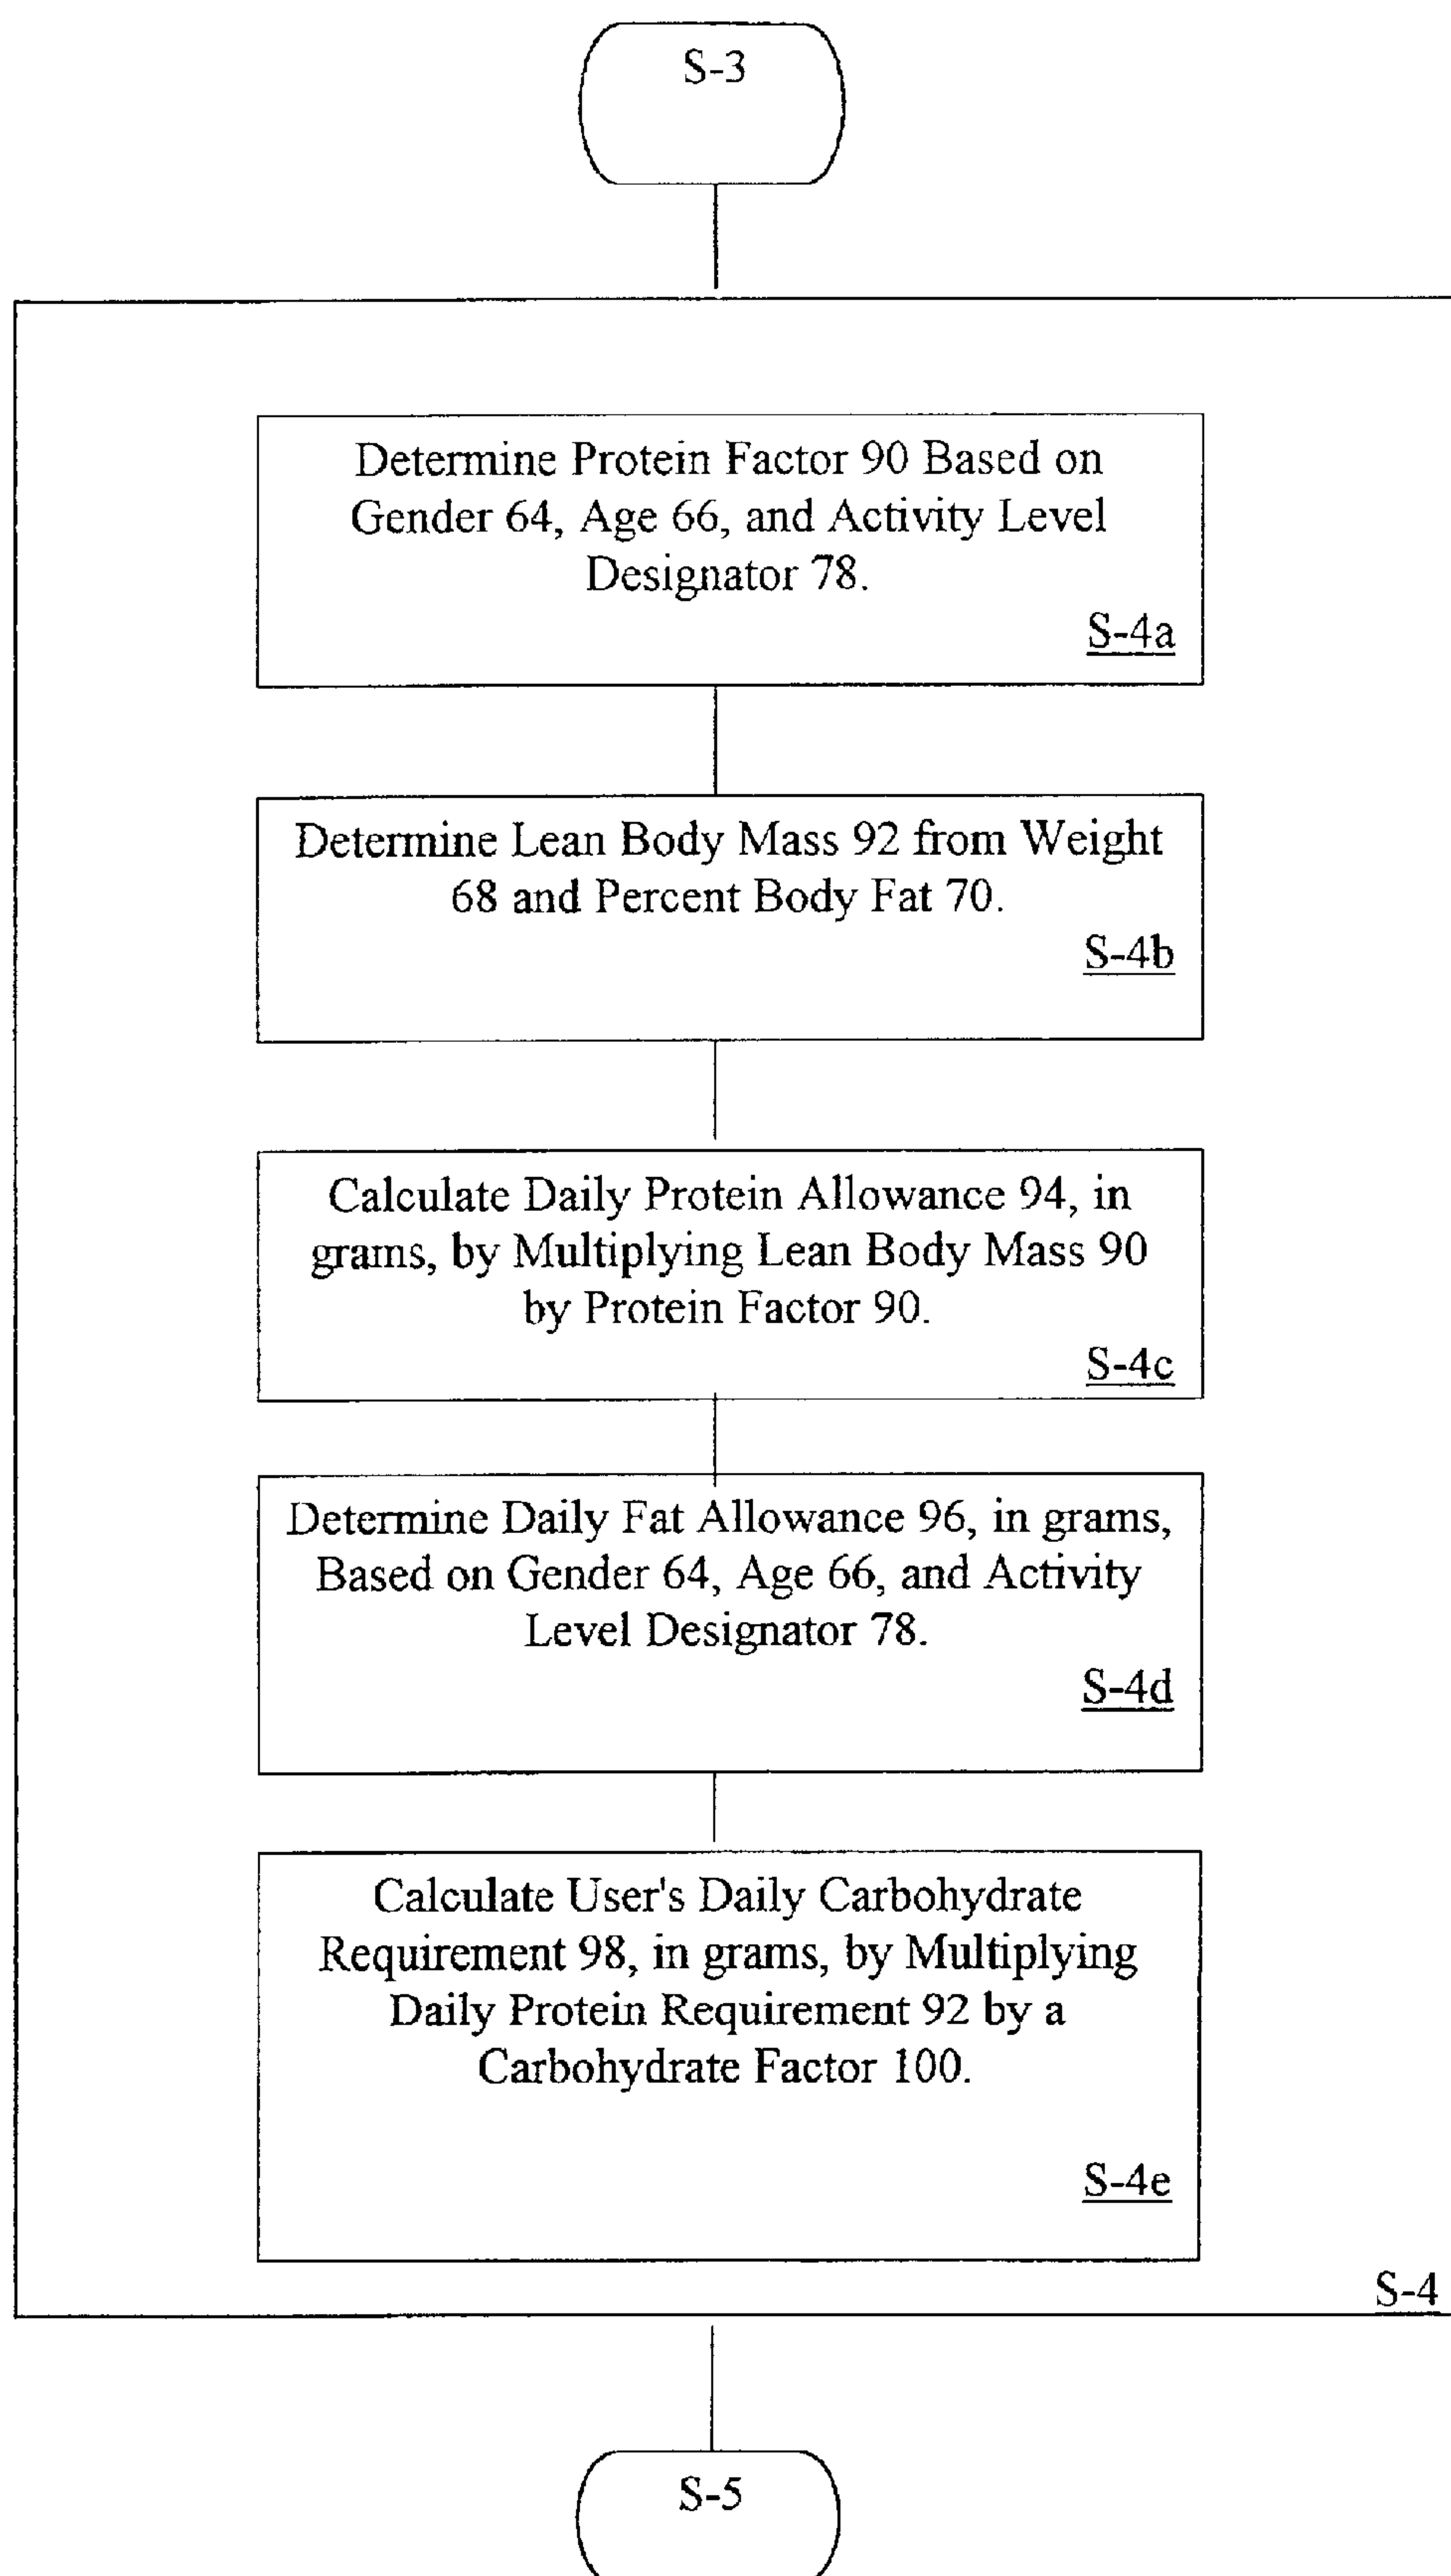 S-3
Determine Protein Factor 90 Based on
Gender 64, Age 66, and Activity Level
Designator 78.
S-4a
Determine Lean Body Mass 92 from Weight
68 and Percent Body Fat 70.
S-4b
Calculate Daily Protein Allowance 94, in
grams, by Multiplying Lean Body Mass 90
by Protein Factor 90.
S-4c
Determine Daily Fat Allowance 96, in grams,
Based on Gender 64, Age 66, and Activity
Level Designator 78.
S-4d
Calculate User's Daily Carbohydrate
Requirement 98, in grams, by Multiplying
Daily Protein Requirement 92 by a
Carbohydrate Factor 100.
S-4e
S-4
S-5